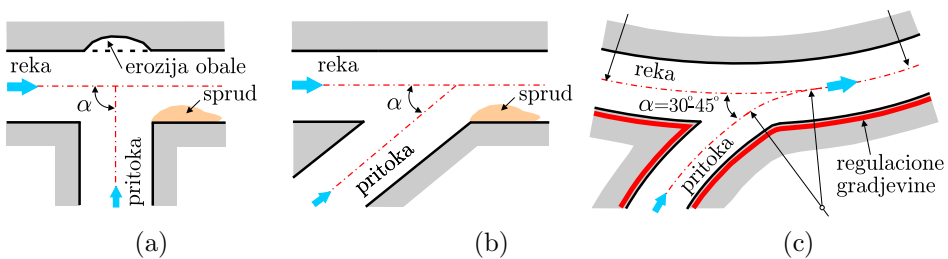 reka
erozija obale
α
sprud
pritoka
(a)
reka
α
sprud
pritoka
(b)
reka
α=30°-45°
pritoka
regulacione
gradjevine
(c)